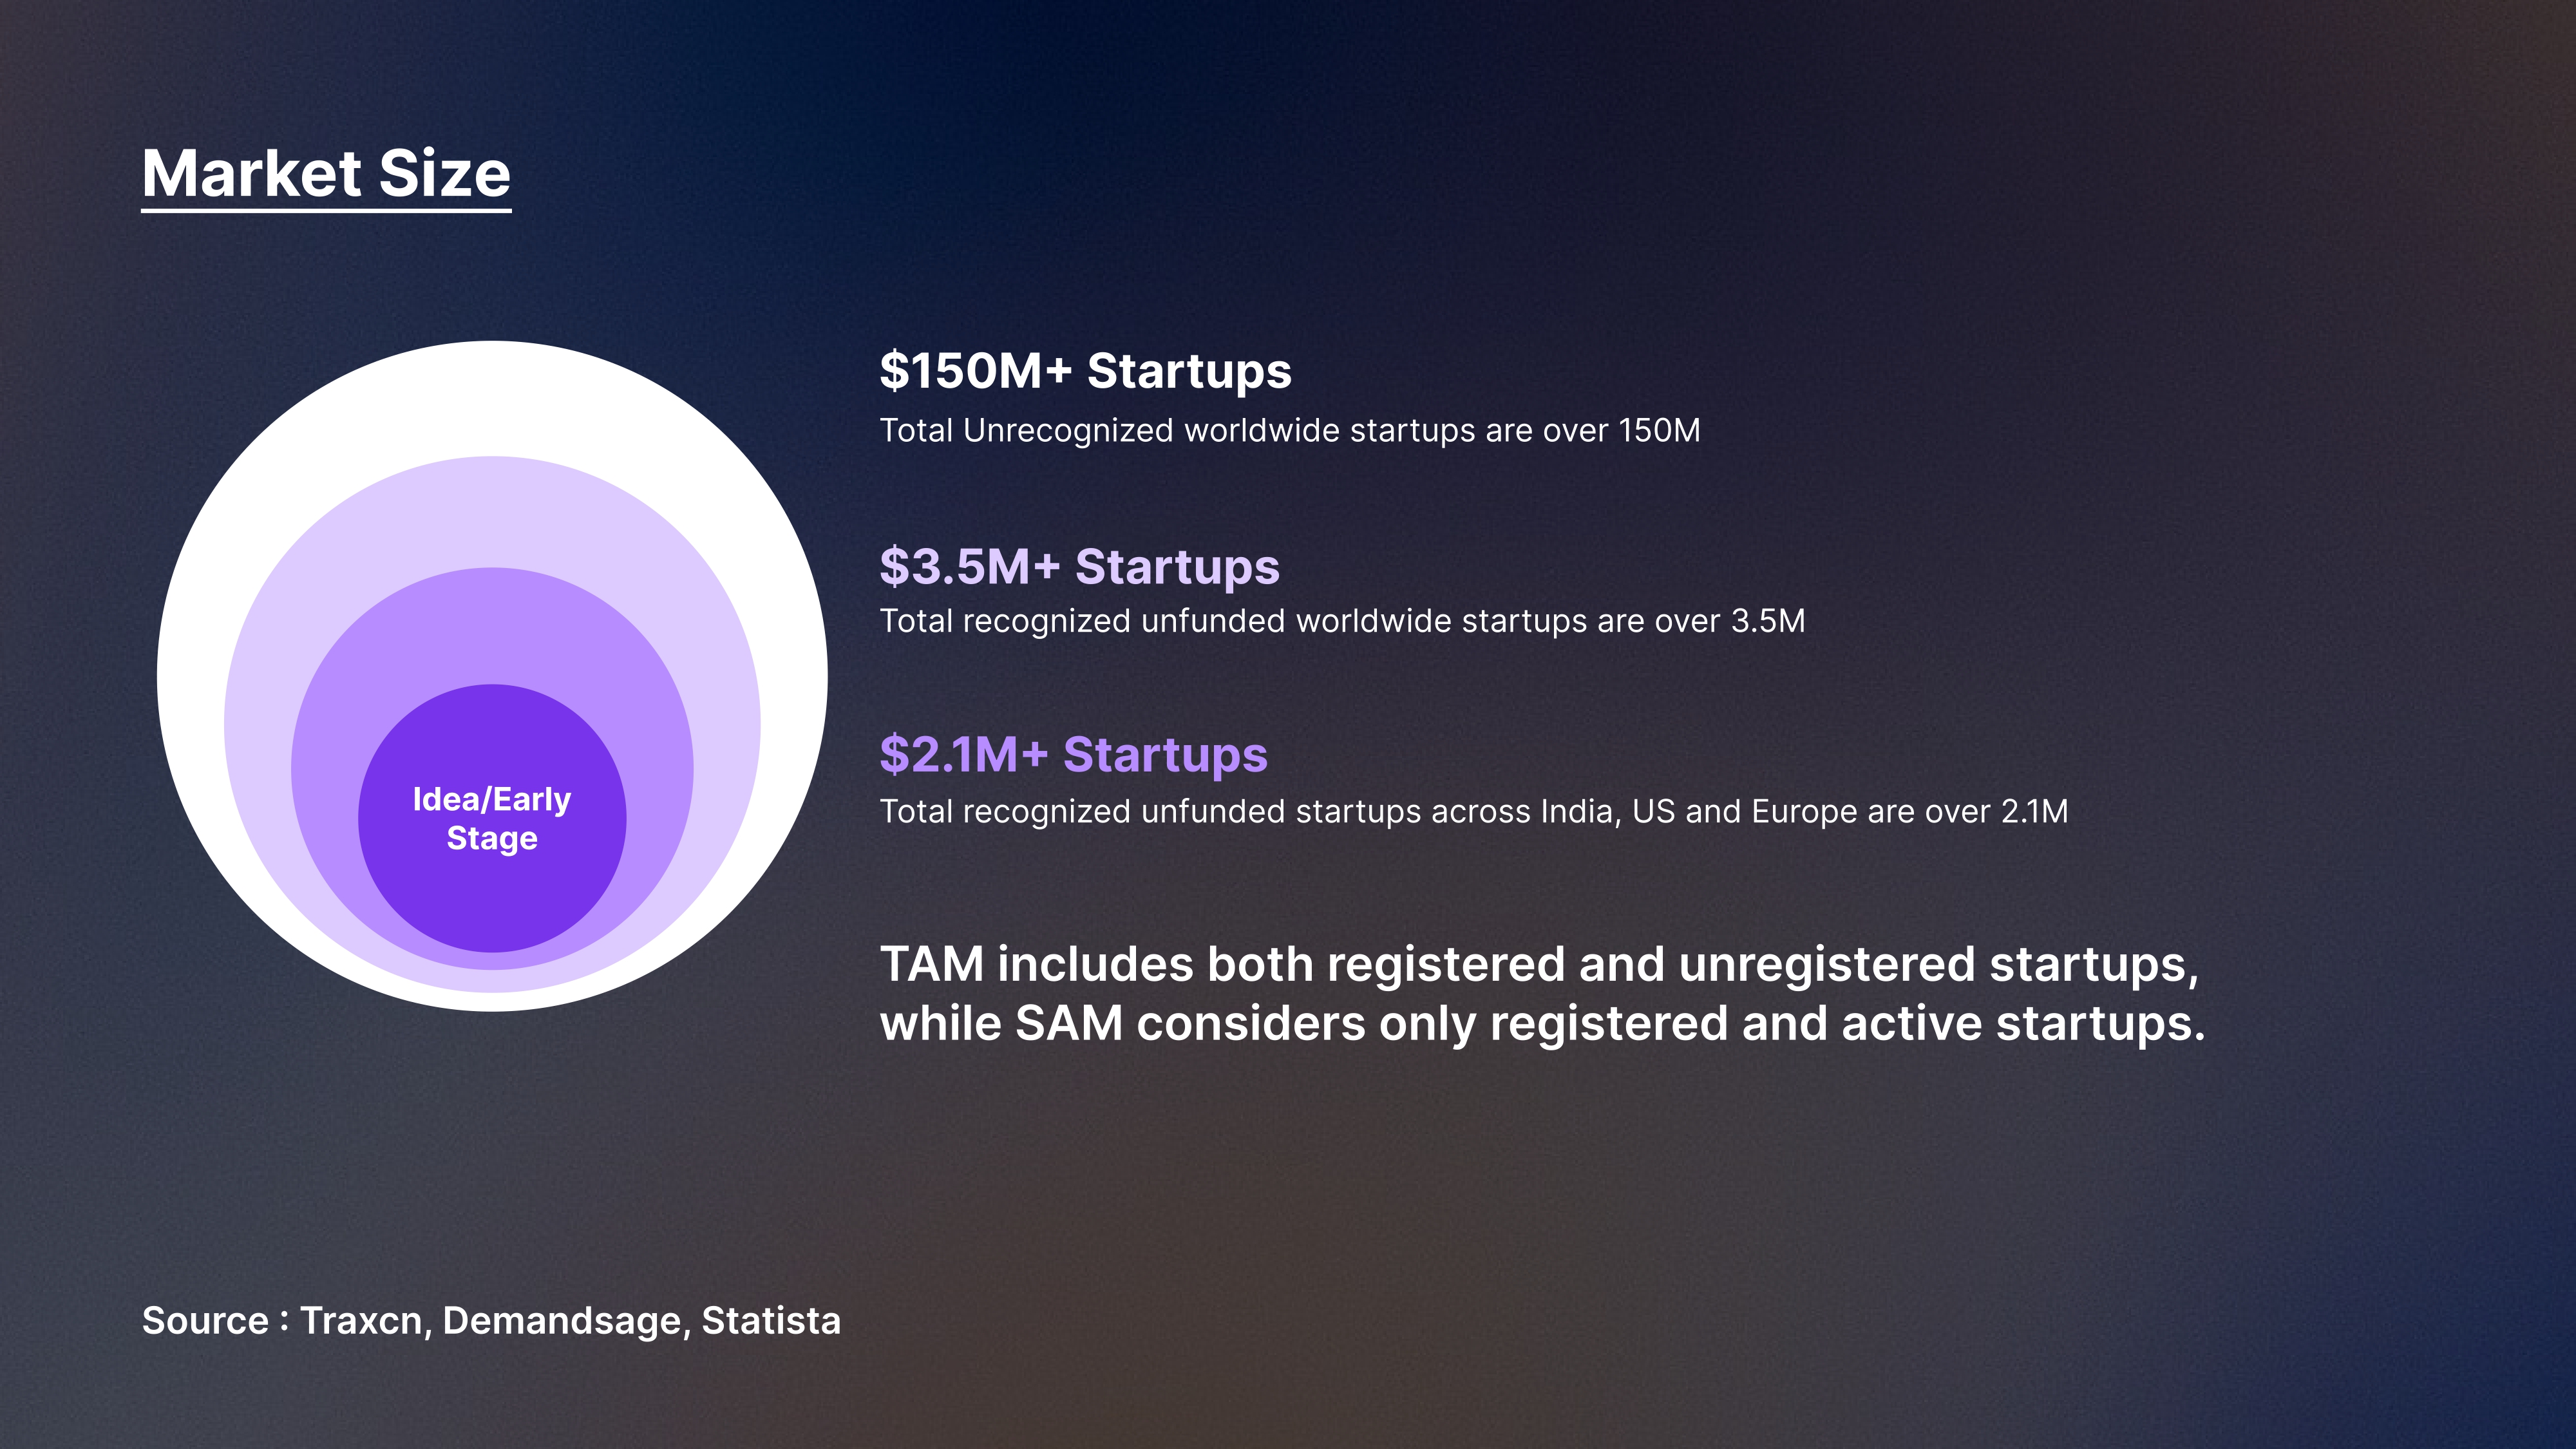 Market Size
$150M+ Startups
Total Unrecognized worldwide startups are over 150M
$3.5M+ Startups
Total recognized unfunded worldwide startups are over 3.5M
$2.1M+ Startups
Total recognized unfunded startups across India, US and Europe are over 2.1M
Idea/Early
Stage
TAM includes both registered and unregistered startups,
while SAM considers only registered and active startups.
Source : Traxcn, Demandsage, Statista